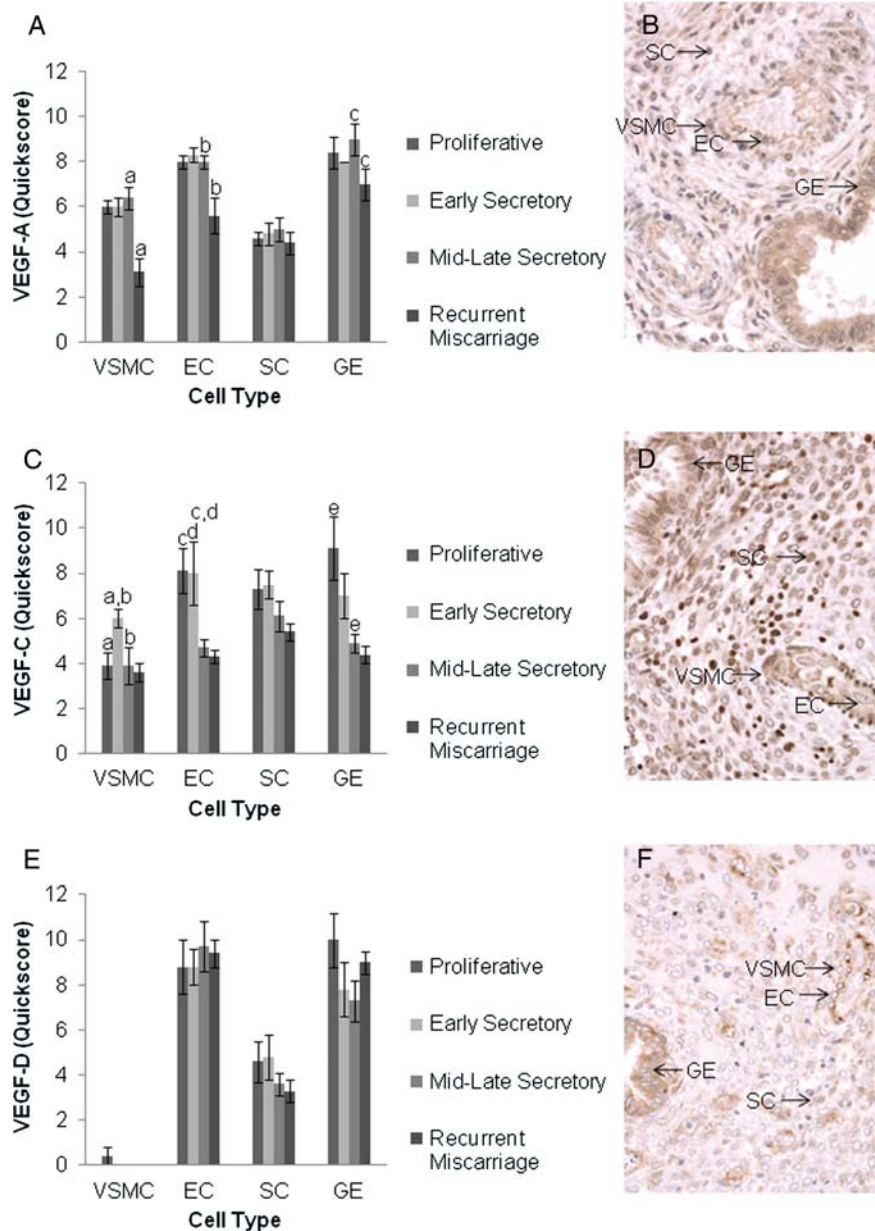 A
VEGF-A (Quickscore)
12
10
8
6
4
2
0
a
a
b
b
c
c
VSMC EC SC GE
Cell Type
Proliferative
Early Secretory
Mid-Late Secretory
Recurrent
Miscarriage
B
SC
VSMC
EC
GE
C
VEGF-C (Quickscore)
12
10
8
6
4
2
0
a
a,b
b
c
d
c,d
e
e
VSMC EC SC GE
Cell Type
Proliferative
Early Secretory
Mid-Late Secretory
Recurrent
Miscarriage
D
GE
SC
VSMC
EC
E
VEGF-D (Quickscore)
12
10
8
6
4
2
0
VSMC EC SC GE
Cell Type
Proliferative
Early Secretory
Mid-Late Secretory
Recurrent
Miscarriage
F
VSMC
EC
GE
SC